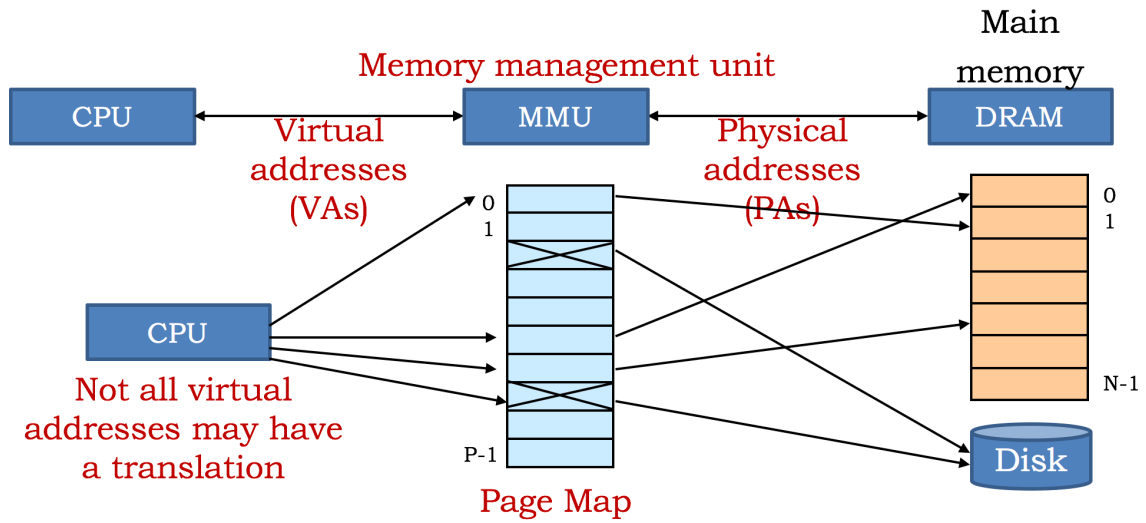 Main
memory
Memory management unit
CPU
MMU
DRAM
Virtual
addresses
(VAs)
Physical
addresses
(PAs)
0
1
P-1
0
1
N-1
CPU
Not all virtual
addresses may have
a translation
Page Map
Disk